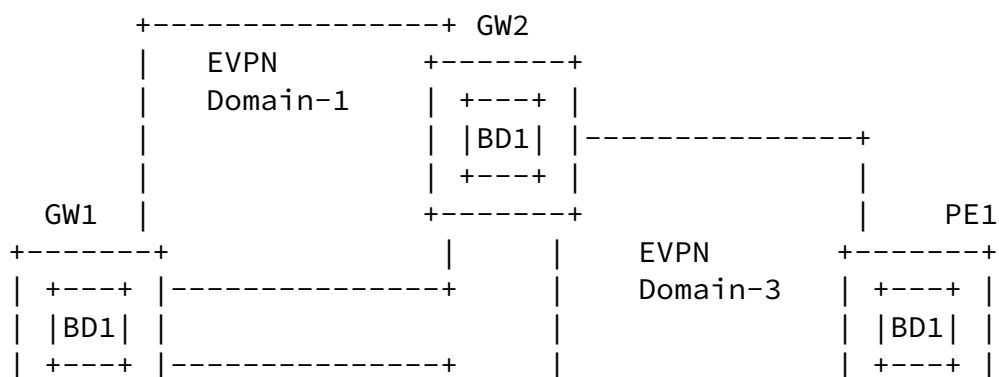 +----------------+ GW2
         |   EVPN     +-------+
         |   Domain-1 | +---+ |
         |            | |BD1| |--------------+
         |            | +---+ |              |
   GW1   |            +-------+              |    PE1
 +-------+             |     |   EVPN       +-------+
 | +---+ |-------------+     |   Domain-3   | +---+ |
 | |BD1| |                   |              | |BD1| |
 | +---+ |-------------+     |              | +---+ |